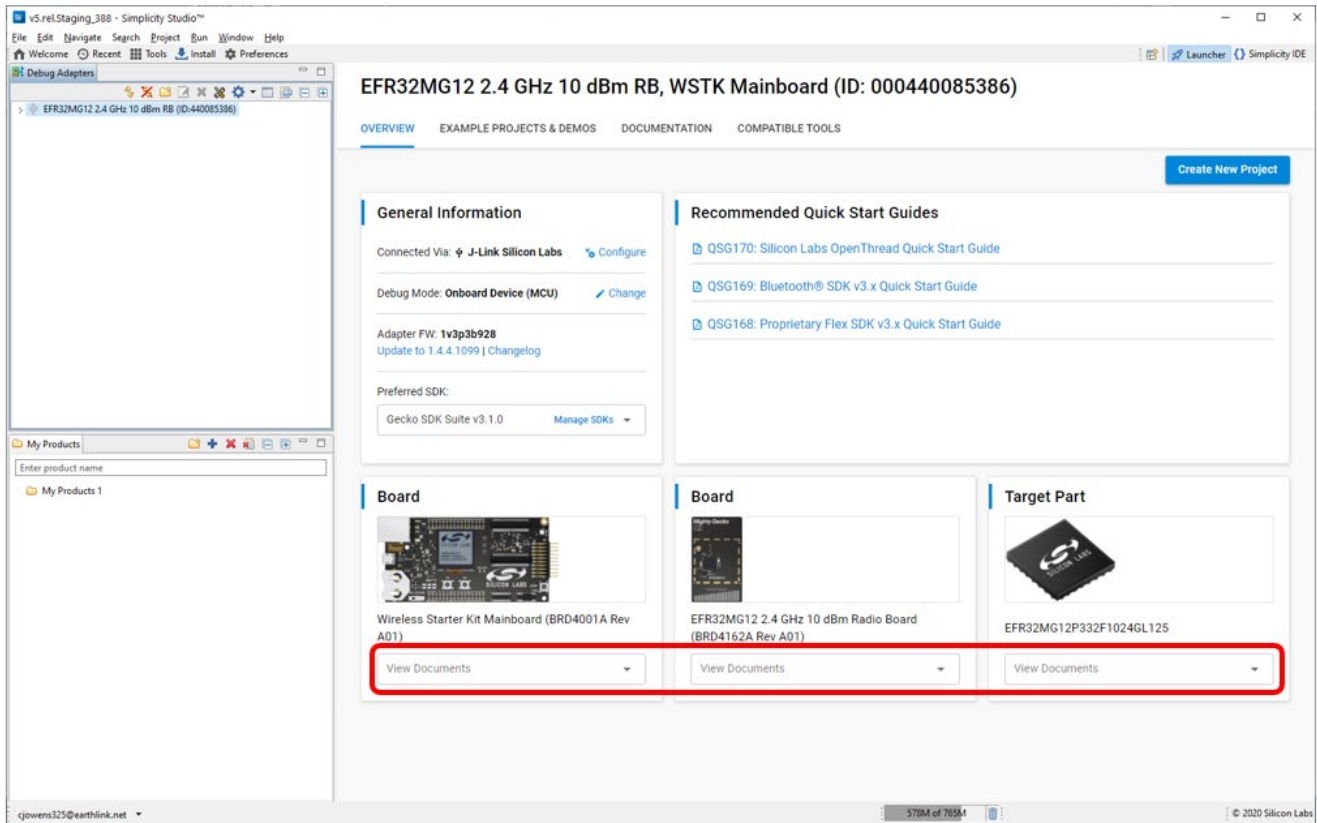 v5.rel.Staging_388 - Simplicity Studio™
File Edit Navigate Search Project Run Window Help
Welcome Recent Tools Install Preferences
Launcher Simplicity IDE
Debug Adapters
EFR32MG12 2.4 GHz 10 dBm RB (ID:440085386)
EFR32MG12 2.4 GHz 10 dBm RB, WSTK Mainboard (ID: 000440085386)
OVERVIEW EXAMPLE PROJECTS & DEMOS DOCUMENTATION COMPATIBLE TOOLS
Create New Project
General Information
Connected Via: J-Link Silicon Labs Configure
Debug Mode: Onboard Device (MCU) Change
Adapter FW: 1v3p3b928
Update to 1.4.4.1099 | Changelog
Preferred SDK:
Gecko SDK Suite v3.1.0 Manage SDKs
Recommended Quick Start Guides
QSG170: Silicon Labs OpenThread Quick Start Guide
QSG169: Bluetooth® SDK v3.x Quick Start Guide
QSG168: Proprietary Flex SDK v3.x Quick Start Guide
My Products
Enter product name
My Products 1
Board
SILICON LABS
Wireless Starter Kit Mainboard (BRD4001A Rev
A01)
View Documents
Board
Mighty Gecko
EFR32MG12 2.4 GHz 10 dBm Radio Board
(BRD4162A Rev A01)
View Documents
Target Part
SILICON LABS
EFR32MG12P332F1024GL125
View Documents
cjowens325@earthlink.net
578M of 765M
© 2020 Silicon Labs